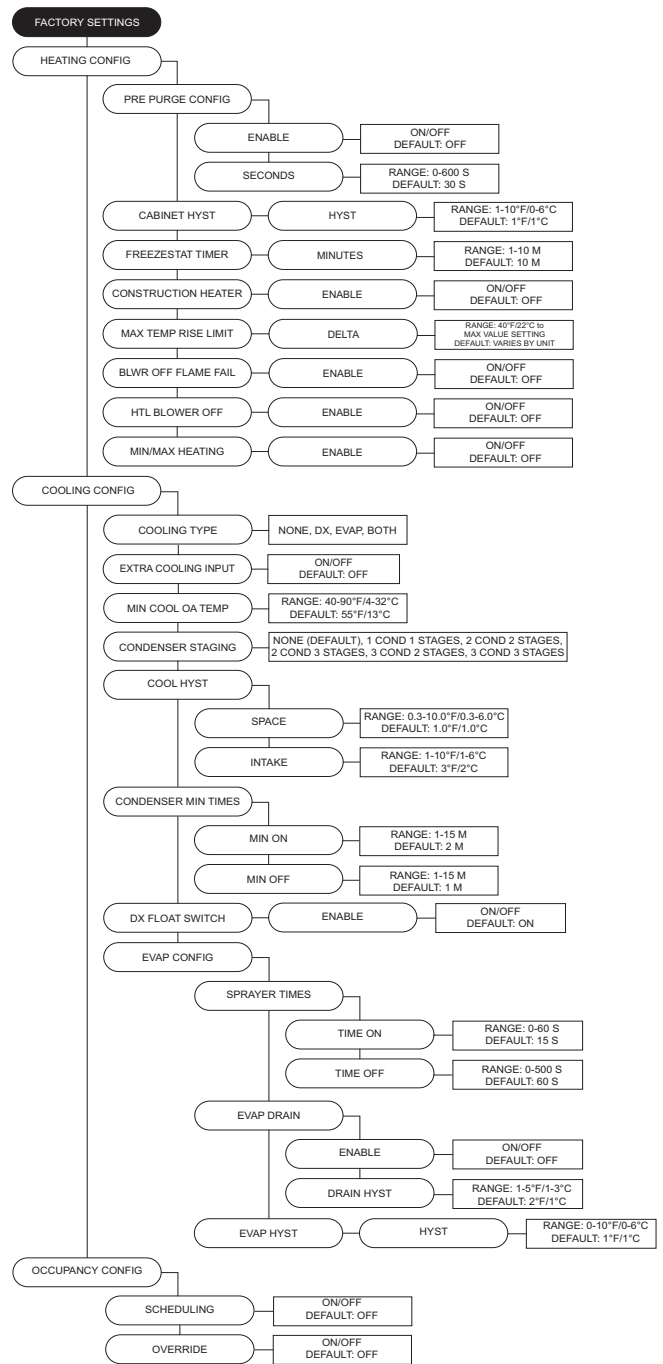 FACTORY SETTINGS
HEATING CONFIG
PRE PURGE CONFIG
ENABLE
ON/OFF
DEFAULT: OFF
SECONDS
RANGE: 0-600 S
DEFAULT: 30 S
CABINET HYST
HYST
RANGE: 1-10°F/0-6°C
DEFAULT: 1°F/1°C
FREEZESTAT TIMER
MINUTES
RANGE: 1-10 M
DEFAULT: 10 M
CONSTRUCTION HEATER
ENABLE
ON/OFF
DEFAULT: OFF
MAX TEMP RISE LIMIT
DELTA
RANGE: 40°F/22°C to
MAX VALUE SETTING
DEFAULT: VARIES BY UNIT
BLWR OFF FLAME FAIL
ENABLE
ON/OFF
DEFAULT: OFF
HTL BLOWER OFF
ENABLE
ON/OFF
DEFAULT: OFF
MIN/MAX HEATING
ENABLE
ON/OFF
DEFAULT: OFF
COOLING CONFIG
COOLING TYPE
NONE, DX, EVAP, BOTH
EXTRA COOLING INPUT
ON/OFF
DEFAULT: OFF
MIN COOL OA TEMP
RANGE: 40-90°F/4-32°C
DEFAULT: 55°F/13°C
CONDENSER STAGING
NONE (DEFAULT), 1 COND 1 STAGES, 2 COND 2 STAGES,
2 COND 3 STAGES, 3 COND 2 STAGES, 3 COND 3 STAGES
COOL HYST
SPACE
RANGE: 0.3-10.0°F/0.3-6.0°C
DEFAULT: 1.0°F/1.0°C
INTAKE
RANGE: 1-10°F/1-6°C
DEFAULT: 3°F/2°C
CONDENSER MIN TIMES
MIN ON
RANGE: 1-15 M
DEFAULT: 2 M
MIN OFF
RANGE: 1-15 M
DEFAULT: 1 M
DX FLOAT SWITCH
ENABLE
ON/OFF
DEFAULT: ON
EVAP CONFIG
SPRAYER TIMES
TIME ON
RANGE: 0-60 S
DEFAULT: 15 S
TIME OFF
RANGE: 0-500 S
DEFAULT: 60 S
EVAP DRAIN
ENABLE
ON/OFF
DEFAULT: OFF
DRAIN HYST
RANGE: 1-5°F/1-3°C
DEFAULT: 2°F/1°C
EVAP HYST
HYST
RANGE: 0-10°F/0-6°C
DEFAULT: 1°F/1°C
OCCUPANCY CONFIG
SCHEDULING
ON/OFF
DEFAULT: OFF
OVERRIDE
ON/OFF
DEFAULT: OFF